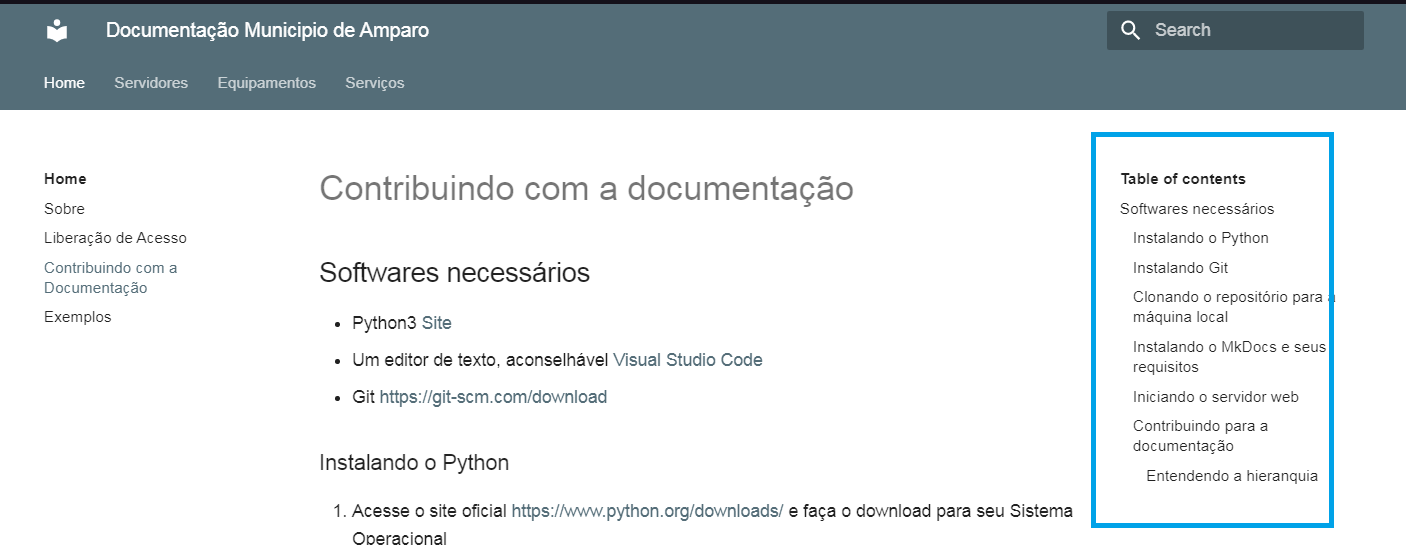 Documentação Municipio de Amparo
Search
Home Servidores Equipamentos Serviços
Home
Sobre
Liberação de Acesso
Contribuindo com a
Documentação
Exemplos
Contribuindo com a documentação
Softwares necessários
Python3 Site
Um editor de texto, aconselhável Visual Studio Code
Git https://git-scm.com/download
Instalando o Python
1. Acesse o site oficial https://www.python.org/downloads/ e faça o download para seu Sistema
Operacional
Table of contents
Softwares necessários
Instalando o Python
Instalando Git
Clonando o repositório para a
máquina local
Instalando o MkDocs e seus
requisitos
Iniciando o servidor web
Contribuindo para a
documentação
Entendendo a hieranquia